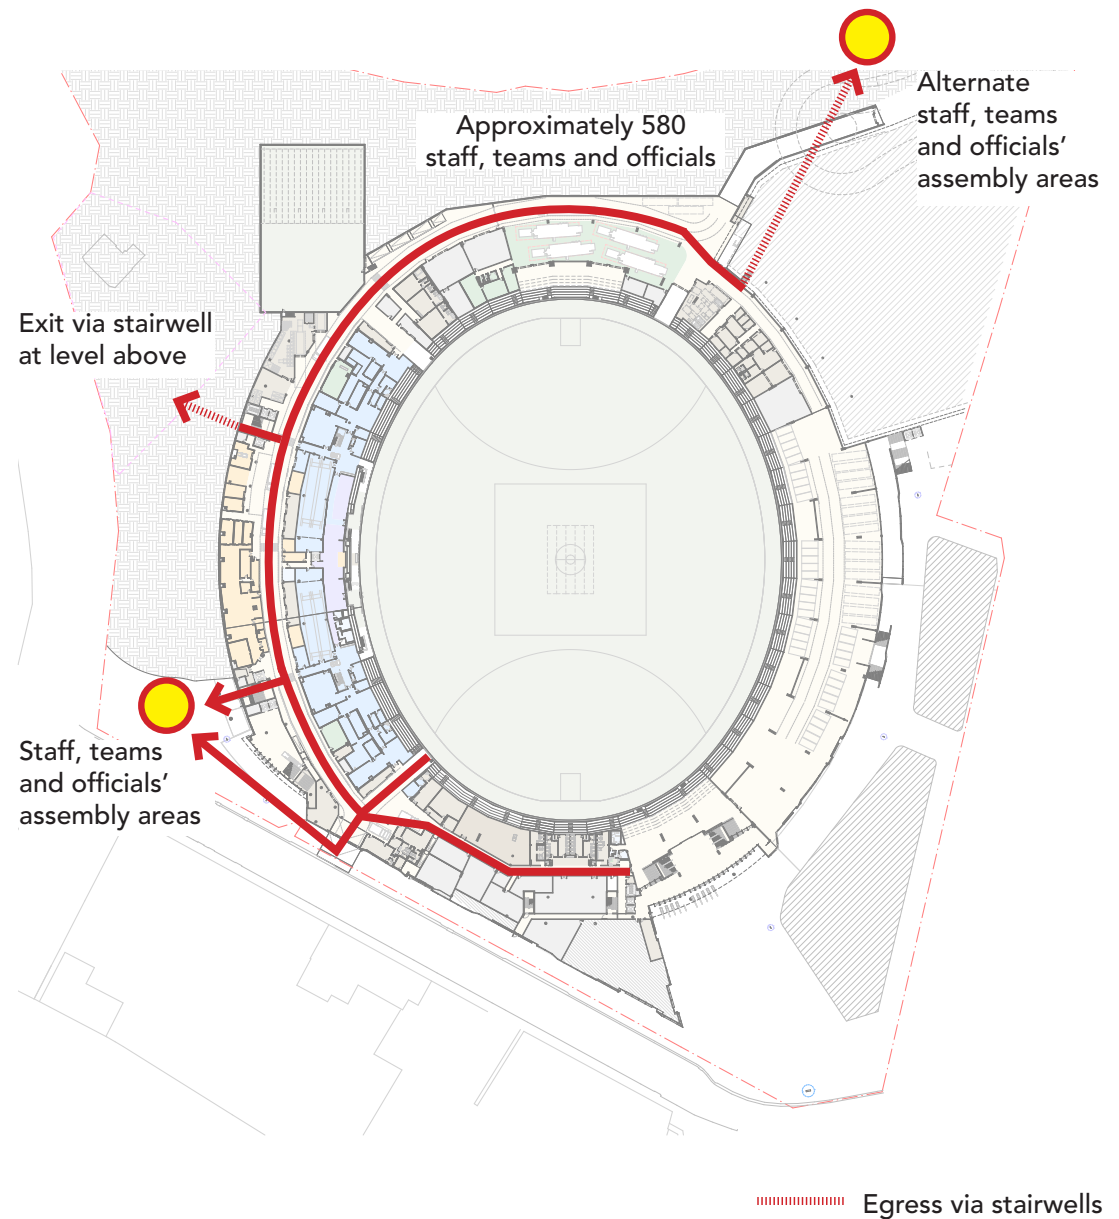 Alternate
staff, teams
and officials’
assembly areas
Approximately 580
staff, teams and officials
Exit via stairwell
at level above
Staff, teams
and officials’
assembly areas
Egress via stairwells